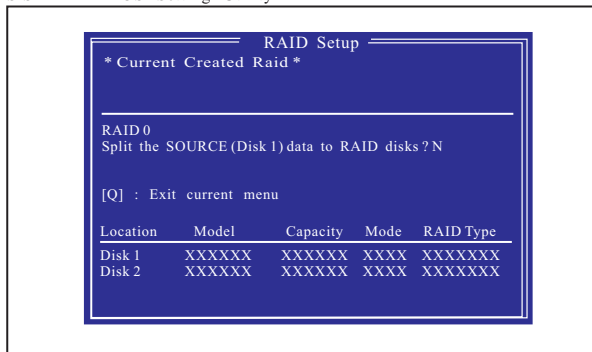 RAID Setup
* Current Created Raid *
RAID 0
Split the SOURCE (Disk 1) data to RAID disks ? N
[Q] : Exit current menu
Location Model Capacity Mode RAID Type
Disk 1 XXXXXX XXXXXX XXXX XXXXXXX
Disk 2 XXXXXX XXXXXX XXXX XXXXXXX